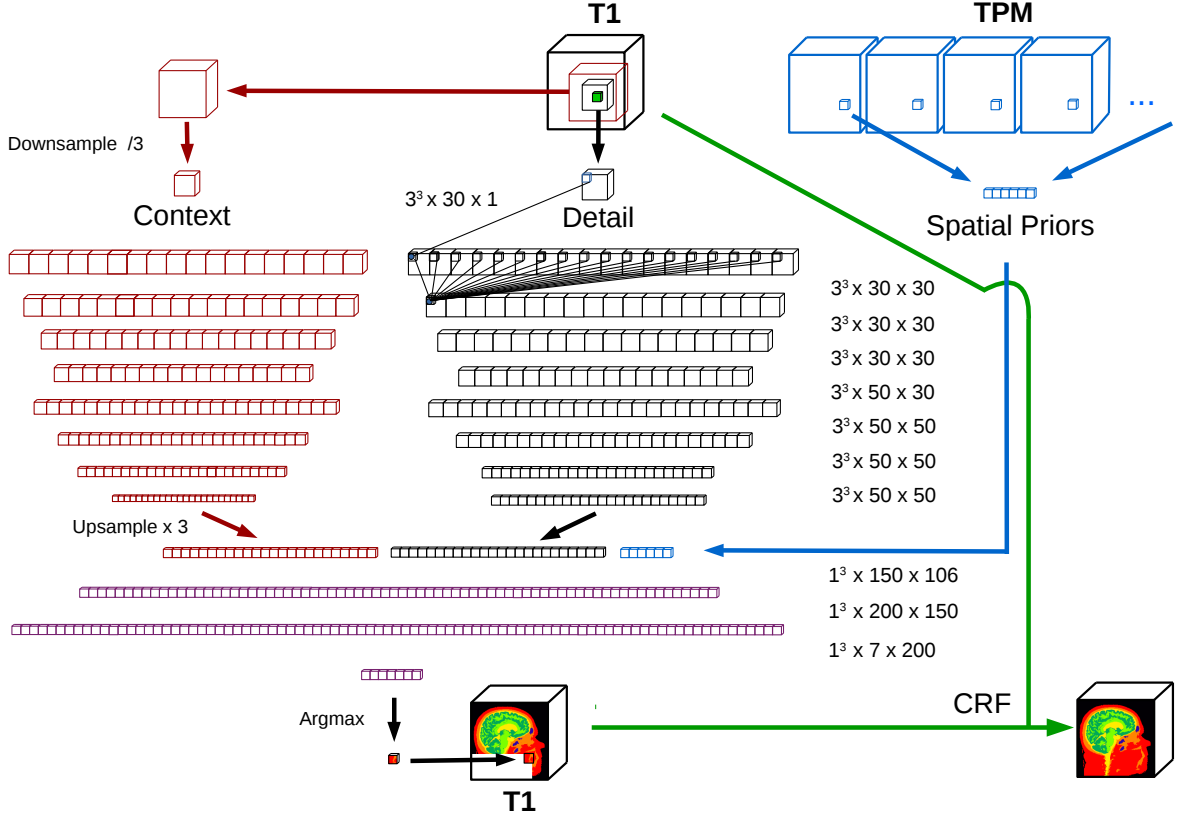 T1
TPM
...
Downsample /3
3³ x 30 x 1
Context
Detail
Spatial Priors
3³ x 30 x 30
3³ x 30 x 30
3³ x 30 x 30
3³ x 50 x 30
3³ x 50 x 50
3³ x 50 x 50
3³ x 50 x 50
Upsample x 3
1³ x 150 x 106
1³ x 200 x 150
1³ x 7 x 200
Argmax
CRF
T1